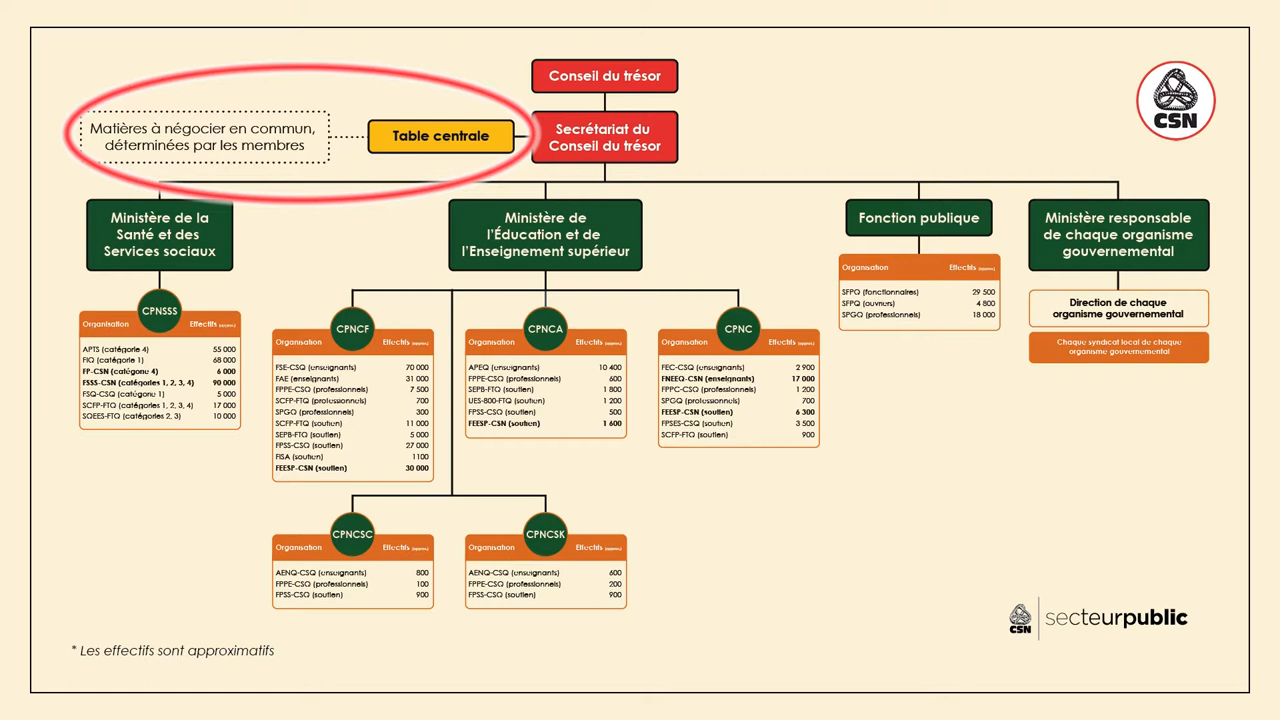 Conseil du trésor
CSN
Matières à négocier en commun,
déterminées par les membres
Table centrale
Secrétariat du
Conseil du trésor
Ministère de la
Santé et des
Services sociaux
Ministère de
l'Éducation et de
l'Enseignement supérieur
Fonction publique
Ministère responsable
de chaque organisme
gouvernemental
Organisation Effectifs (approx.)
SFPQ (fonctionnaires) 29 500
SFPQ (ouvriers) 4 800
SPGQ (professionnels) 18 000
Direction de chaque
organisme gouvernemental
Chaque syndicat local de chaque
organisme gouvernemental
CPNSSS
Organisation Effectifs (approx.)
APTS (catégorie 4) 55 000
FIQ (catégorie 1) 68 000
FP-CSN (catégorie 4) 6 000
FSSS-CSN (catégories 1, 2, 3, 4) 90 000
FSQ-CSQ (catégorie 1) 5 000
SCFP-FTQ (catégories 1, 2, 3, 4) 17 000
SQEES-FTQ (catégories 2, 3) 10 000
CPNCF
Organisation Effectifs (approx.)
FSE-CSQ (enseignants) 70 000
FAE (enseignants) 31 000
FPPE-CSQ (professionnels) 7 500
SCFP-FTQ (professionnels) 700
SPGQ (professionnels) 300
SCFP-FTQ (soutien) 11 000
SEPB-FTQ (soutien) 5 000
FPSS-CSQ (soutien) 27 000
FISA (soutien) 1100
FEESP-CSN (soutien) 30 000
CPNCA
Organisation Effectifs (approx.)
APEQ (enseignants) 10 400
FPPE-CSQ (professionnels) 600
SEPB-FTQ (soutien) 1 800
UES-800-FTQ (soutien) 1 200
FPSS-CSQ (soutien) 500
FEESP-CSN (soutien) 1 600
CPNC
Organisation Effectifs (approx.)
FEC-CSQ (enseignants) 2 900
FNEEQ-CSN (enseignants) 17 000
FPPC-CSQ (professionnels) 1 200
SPGQ (professionnels) 700
FEESP-CSN (soutien) 6 300
FPSES-CSQ (soutien) 3 500
SCFP-FTQ (soutien) 900
CPNCSC
Organisation Effectifs (approx.)
AENQ-CSQ (enseignants) 800
FPPE-CSQ (professionnels) 100
FPSS-CSQ (soutien) 900
CPNCSK
Organisation Effectifs (approx.)
AENQ-CSQ (enseignants) 600
FPPE-CSQ (professionnels) 200
FPSS-CSQ (soutien) 900
CSN secteurpublic
* Les effectifs sont approximatifs